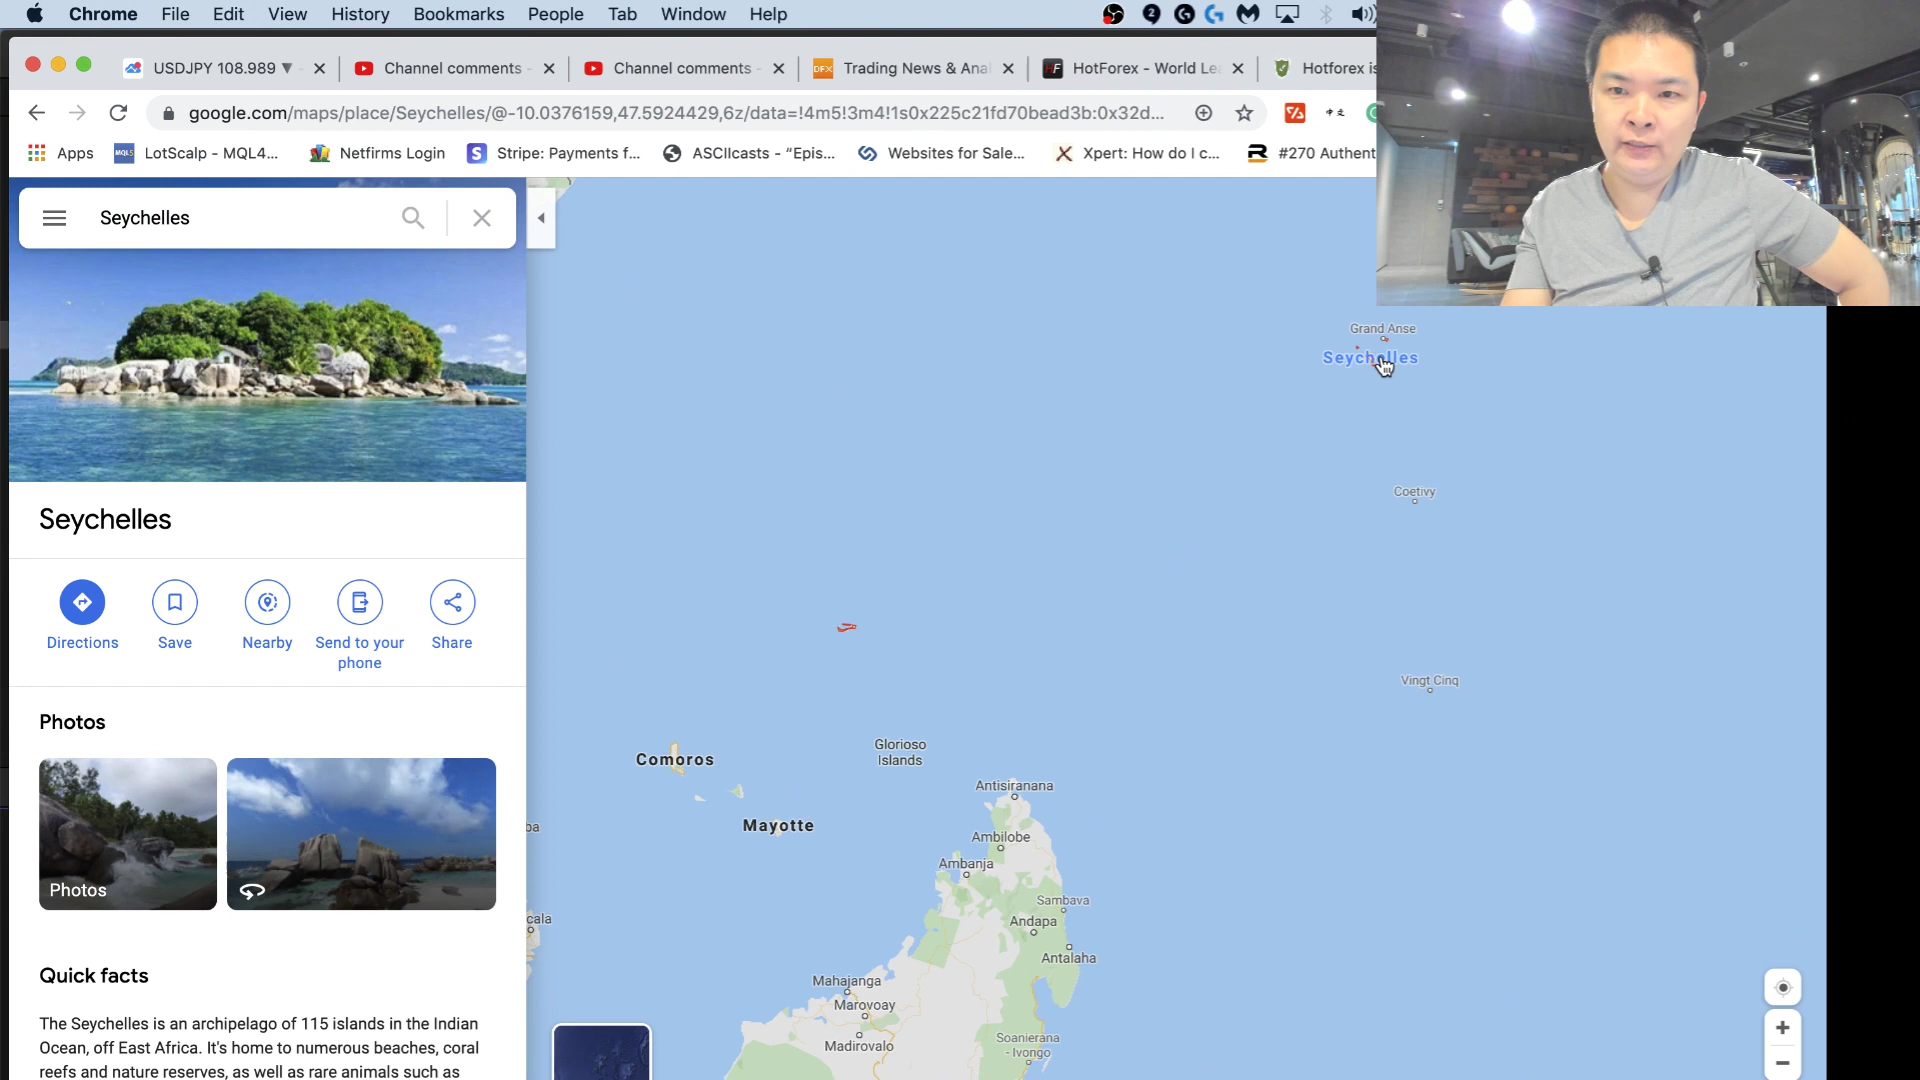 Chrome File Edit View History Bookmarks People Tab Window Help
USDJPY 108.989 ▼ Channel comments - Channel comments - Trading News & Ana HotForex - World Le Hotforex is
google.com/maps/place/Seychelles/@-10.0376159,47.5924429,6z/data=!4m5!3m4!1s0x225c21fd70bead3b:0x32d...
Apps LotScalp - MQL4... Netfirms Login Stripe: Payments f... ASCIIcasts - “Epis... Websites for Sale... Xpert: How do I c... #270 Authent
Seychelles
Grand Anse
Seychelles
Coetivy
Seychelles
Directions Save Nearby Send to your phone Share
Vingt Cinq
Photos
Comoros
Glorioso
Islands
Mayotte
Antisiranana
Ambilobe
Ambanja
Sambava
Andapa
Antalaha
Photos
ba
cala
Mahajanga
Marovoay
Madirovalo
Soanierana
- Ivongo
Quick facts
The Seychelles is an archipelago of 115 islands in the Indian
Ocean, off East Africa. It's home to numerous beaches, coral
reefs and nature reserves, as well as rare animals such as